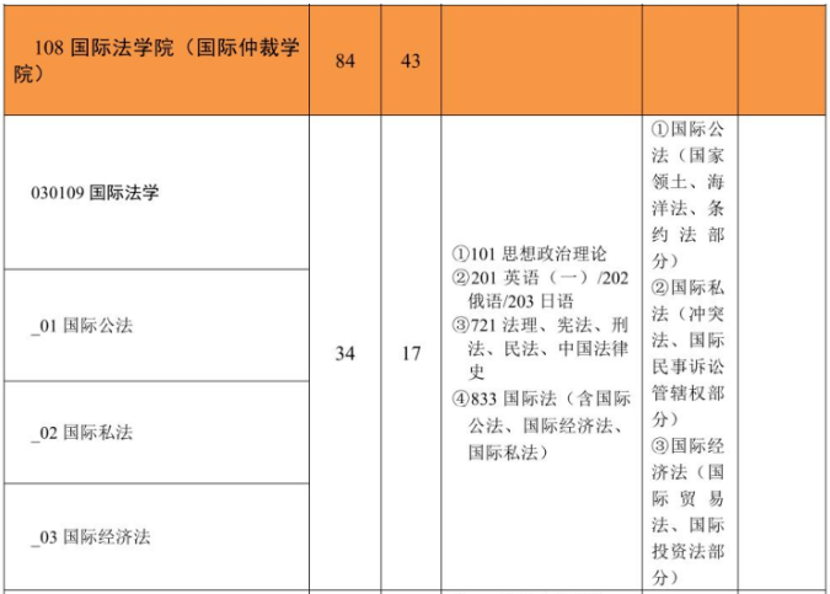 108 国际法学院（国际仲裁学
院）
84
43
030109 国际法学
_01 国际公法
_02 国际私法
_03 国际经济法
34
17
①101 思想政治理论
②201 英语（一）/202
俄语/203 日语
③721 法理、宪法、刑
法、民法、中国法律
史
④833 国际法（含国际
公法、国际经济法、
国际私法）
①国际公
法（国家
领土、海
洋法、条
约法部
分）
②国际私
法（冲突
法、国际
民事诉讼
管辖权部
分）
③国际经
济法（国
际贸易
法、国际
投资法部
分）